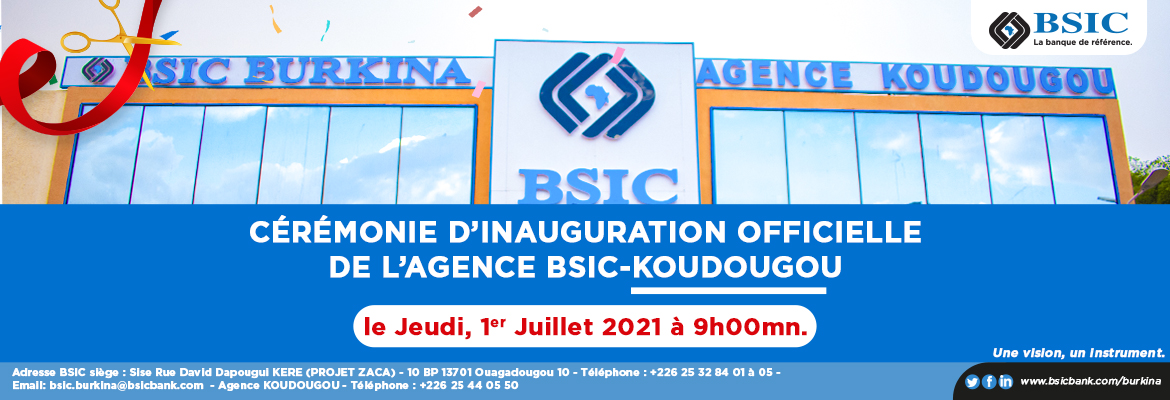 BSIC
La banque de référence.
BSIC BURKINA
AGENCE KOUDOUGOU
BSIC
CÉRÉMONIE D'INAUGURATION OFFICIELLE
DE L'AGENCE BSIC-KOUDOUGOU
le Jeudi, 1er Juillet 2021 à 9h00mn.
Une vision, un instrument.
Adresse BSIC siège : Sise Rue David Dapougui KERE (PROJET ZACA) - 10 BP 13701 Ouagadougou 10 - Téléphone : +226 25 32 84 01 à 05 -
Email: bsic.burkina@bsicbank.com - Agence KOUDOUGOU - Téléphone : +226 25 44 05 50
www.bsicbank.com/burkina